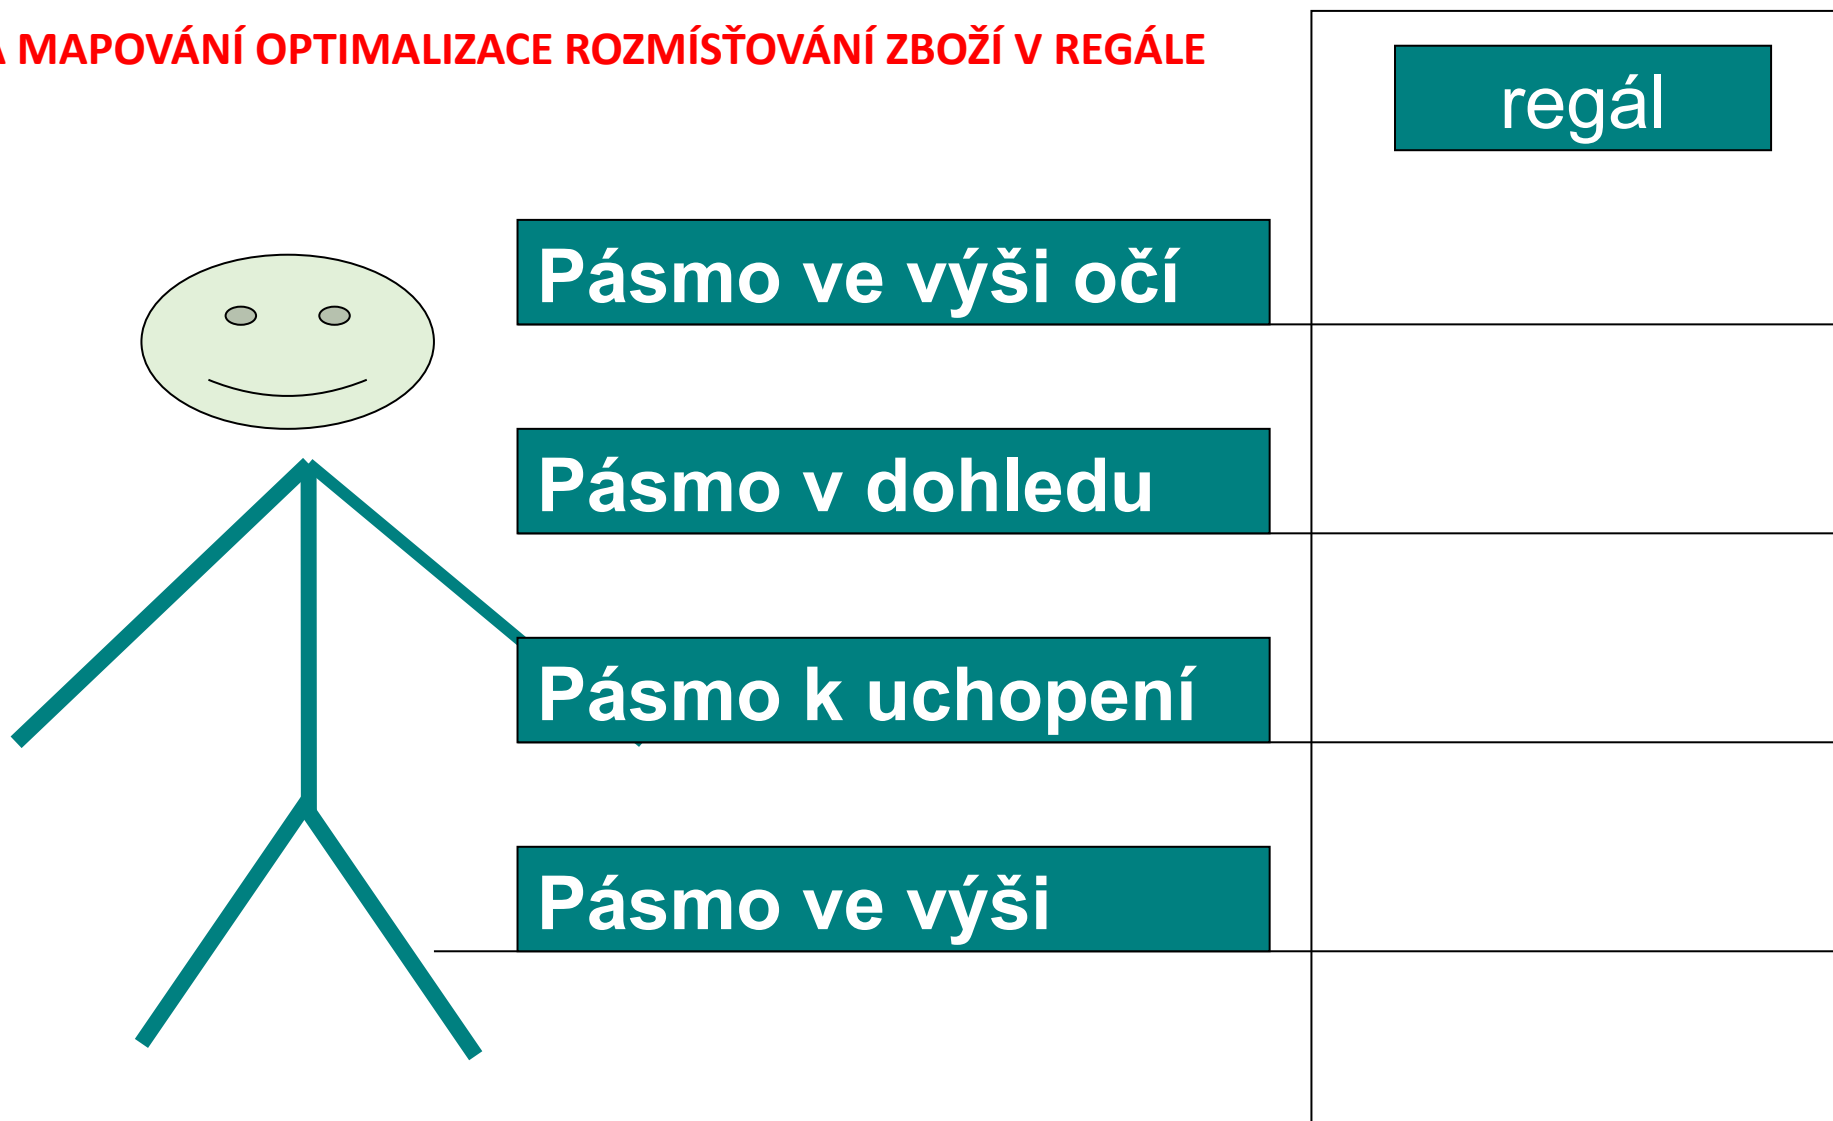 A MAPOVÁNÍ OPTIMALIZACE ROZMÍSŤOVÁNÍ ZBOŽÍ V REGÁLE
regál
Pásmo ve výši očí
Pásmo v dohledu
Pásmo k uchopení
Pásmo ve výši